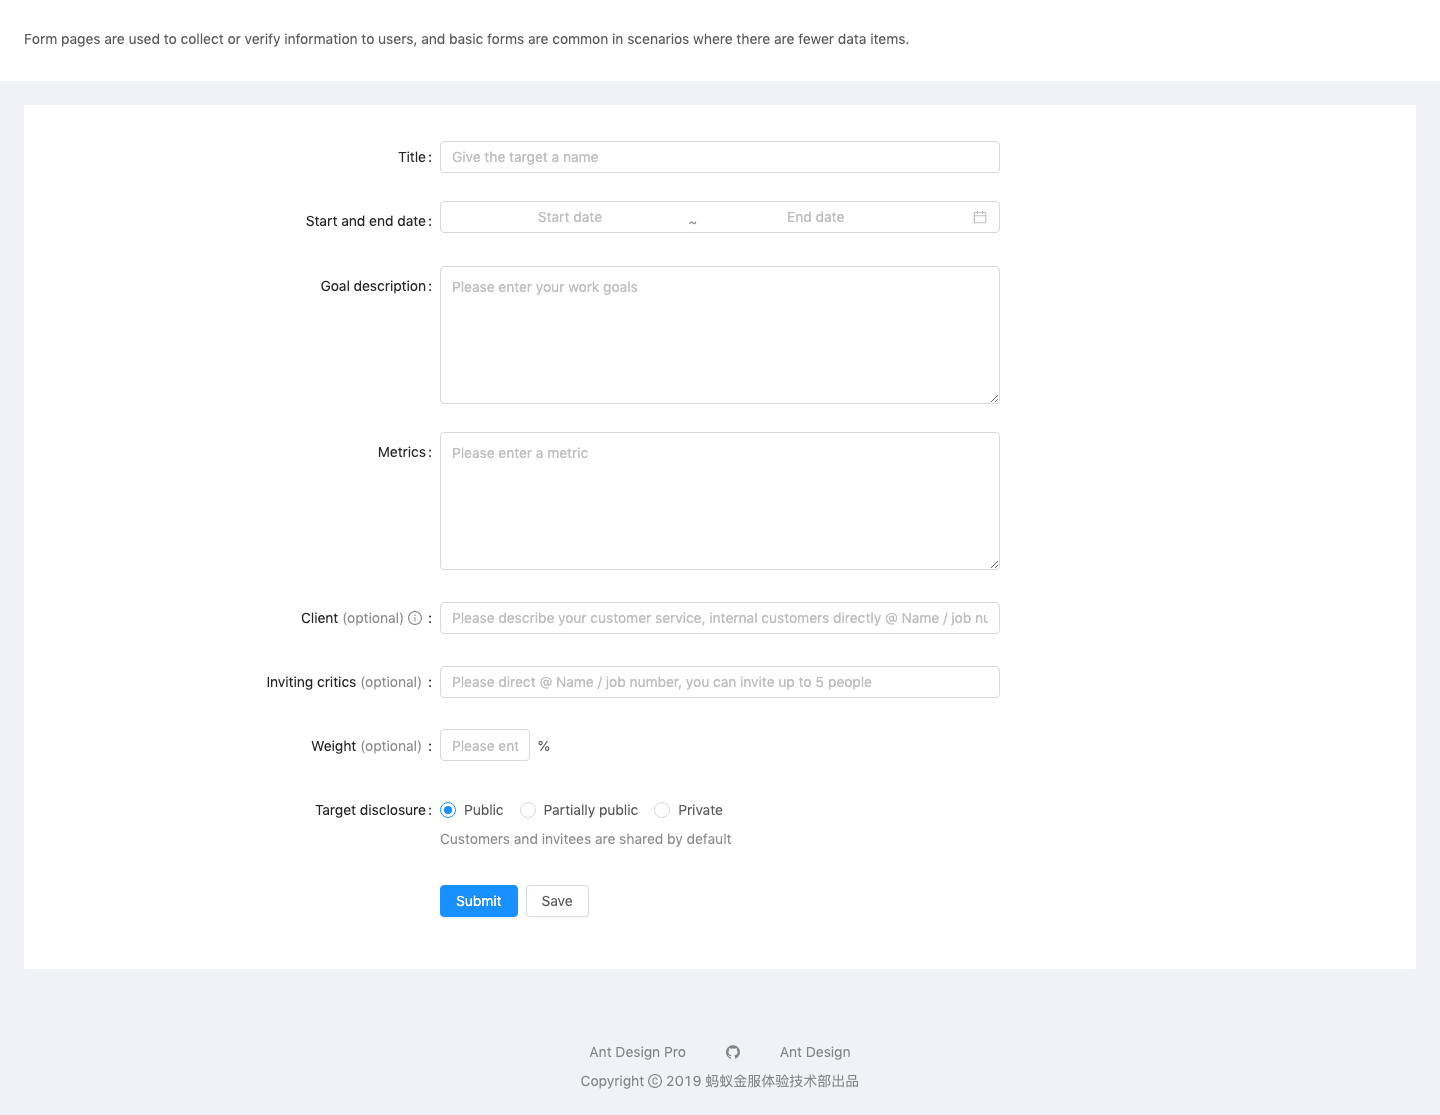 Form pages are used to collect or verify information to users, and basic forms are common in scenarios where there are fewer data items.
Title:
Give the target a name
Start and end date:
Start date ~ End date
Goal description:
Please enter your work goals
Metrics:
Please enter a metric
Client (optional) :
Please describe your customer service, internal customers directly @ Name / job
Inviting critics (optional) :
Please direct @ Name / job number, you can invite up to 5 people
Weight (optional) :
Please ent %
Target disclosure:
Public Partially public Private
Customers and invitees are shared by default
Submit Save
Ant Design Pro Ant Design
Copyright © 2019 蚂蚁金服体验技术部出品